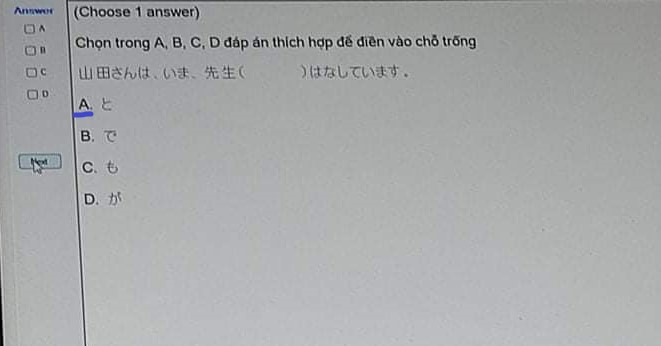 Answer
(Choose 1 answer)
A
B
C
D
Chọn trong A, B, C, D đáp án thích hợp để điền vào chỗ trống
山田さんは、いま、先生( )はなしています。
A. と
B. で
C. も
D. が
Next